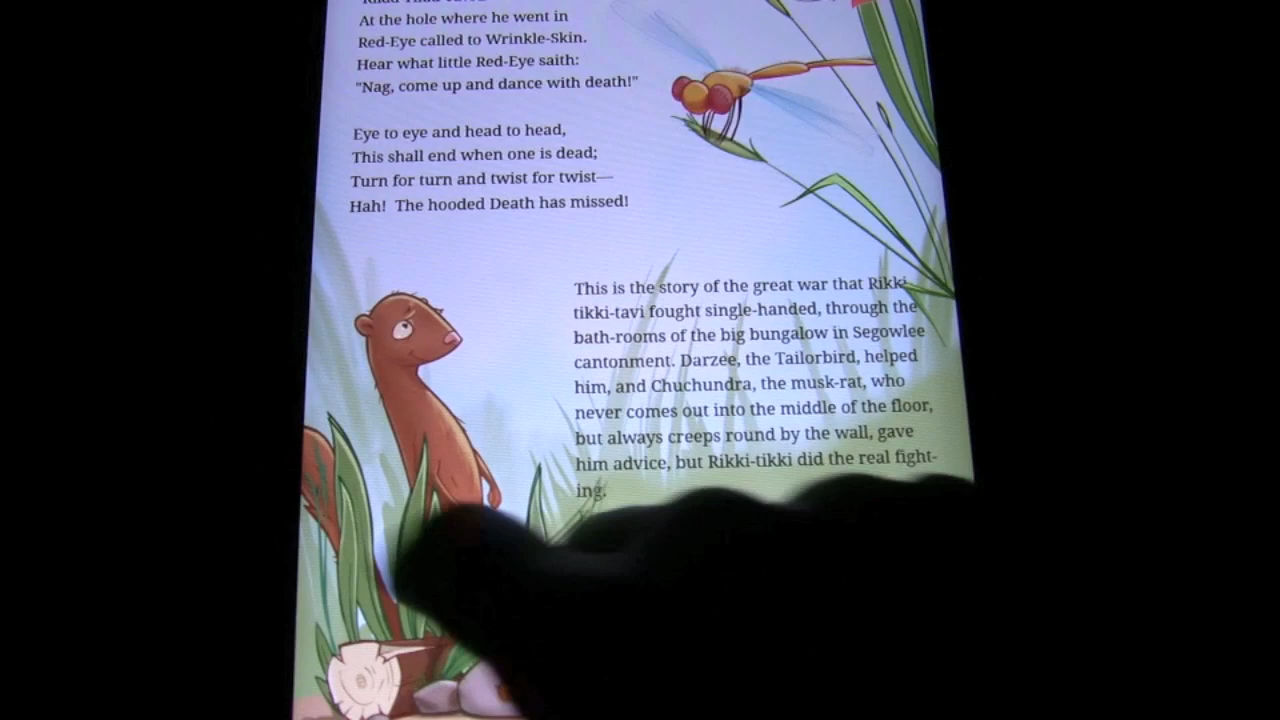 At the hole where he went in
Red-Eye called to Wrinkle-Skin.
Hear what little Red-Eye saith:
"Nag, come up and dance with death!"
Eye to eye and head to head,
This shall end when one is dead;
Turn for turn and twist for twist—
Hah! The hooded Death has missed!
This is the story of the great war that Rikki-
tikki-tavi fought single-handed, through the
bath-rooms of the big bungalow in Segowlee
cantonment. Darzee, the Tailorbird, helped
him, and Chuchundra, the musk-rat, who
never comes out into the middle of the floor,
but always creeps round by the wall, gave
him advice, but Rikki-tikki did the real fight-
ing.